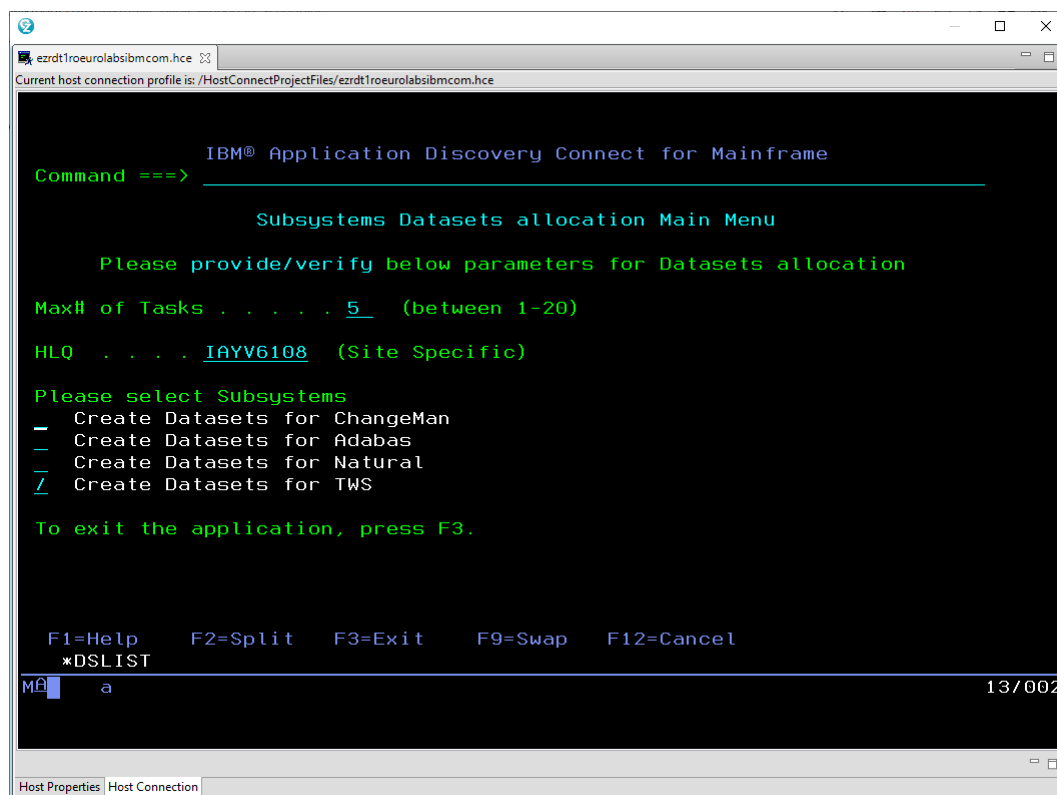 ezrdt1roeurolabsibmcom.hce
Current host connection profile is: /HostConnectProjectFiles/ezrdt1roeurolabsibmcom.hce
IBM® Application Discovery Connect for Mainframe
Command ===>
Subsystems Datasets allocation Main Menu
Please provide/verify below parameters for Datasets allocation
Max# of Tasks . . . . . 5 (between 1-20)
HLQ . . . . IAYV6108 (Site Specific)
Please select Subsystems
_ Create Datasets for ChangeMan
_ Create Datasets for Adabas
_ Create Datasets for Natural
/ Create Datasets for TWS
To exit the application, press F3.
F1=Help F2=Split F3=Exit F9=Swap F12=Cancel
*DSLIST
MA a 13/002
Host Properties Host Connection